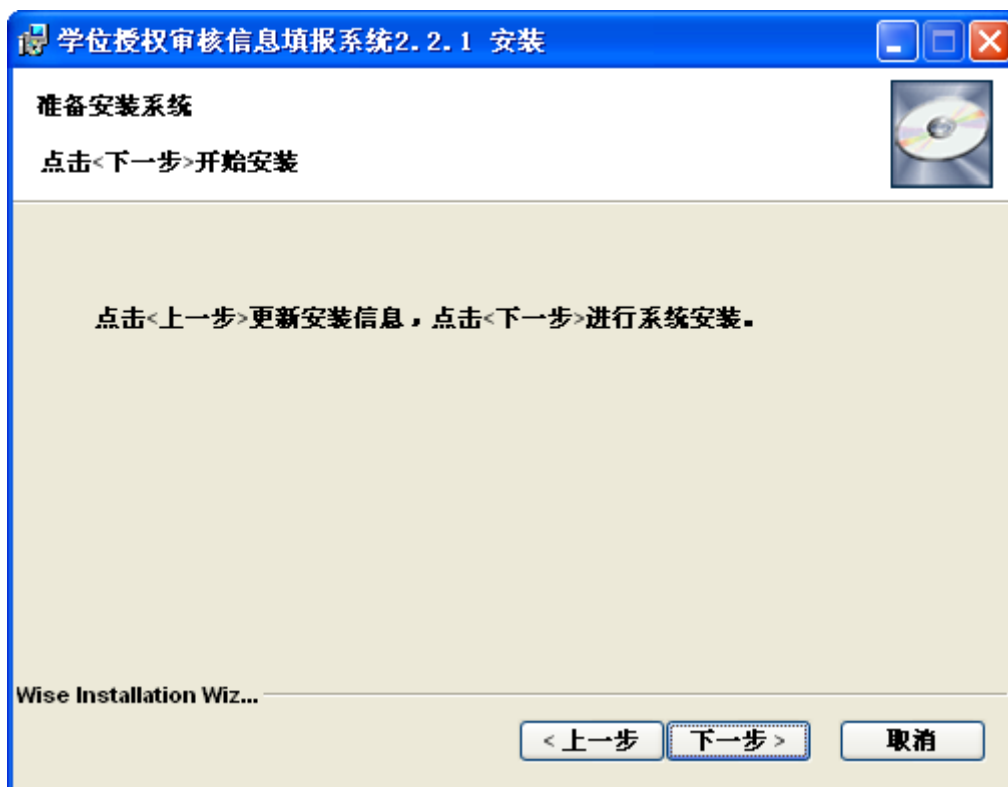 学位授权审核信息填报系统2.2.1 安装
准备安装系统
点击<下一步>开始安装
点击<上一步>更新安装信息，点击<下一步>进行系统安装。
Wise Installation Wiz...
<上一步 下一步> 取消